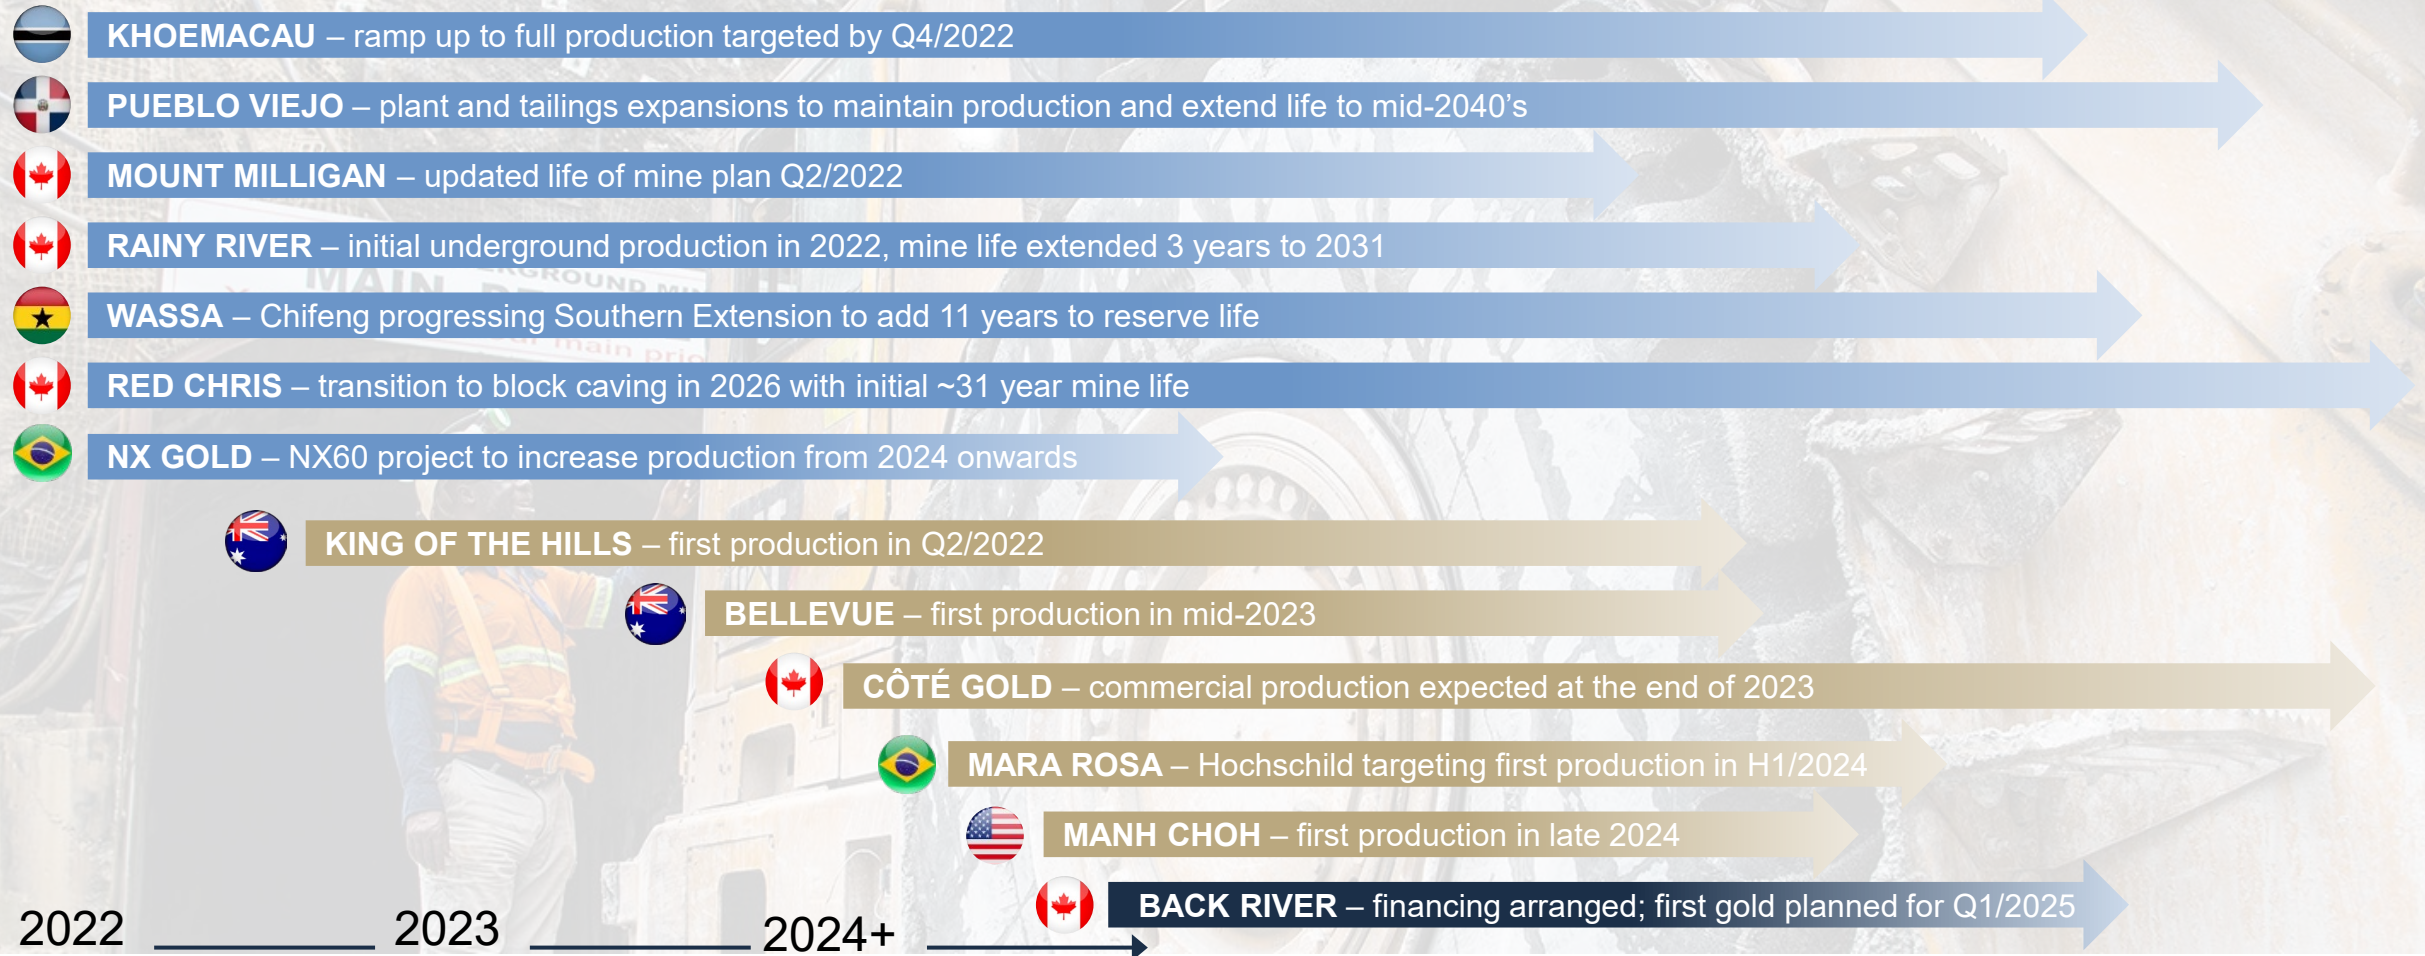 KHOEMACAU – ramp up to full production targeted by Q4/2022
PUEBLO VIEJO – plant and tailings expansions to maintain production and extend life to mid-2040’s
MOUNT MILLIGAN – updated life of mine plan Q2/2022
RAINY RIVER – initial underground production in 2022, mine life extended 3 years to 2031
WASSA – Chifeng progressing Southern Extension to add 11 years to reserve life
RED CHRIS – transition to block caving in 2026 with initial ~31 year mine life
NX GOLD – NX60 project to increase production from 2024 onwards
KING OF THE HILLS – first production in Q2/2022
BELLEVUE – first production in mid-2023
CÔTÉ GOLD – commercial production expected at the end of 2023
MARA ROSA – Hochschild targeting first production in H1/2024
MANH CHOH – first production in late 2024
BACK RIVER – financing arranged; first gold planned for Q1/2025
2022 2023 2024+
MAIN
main